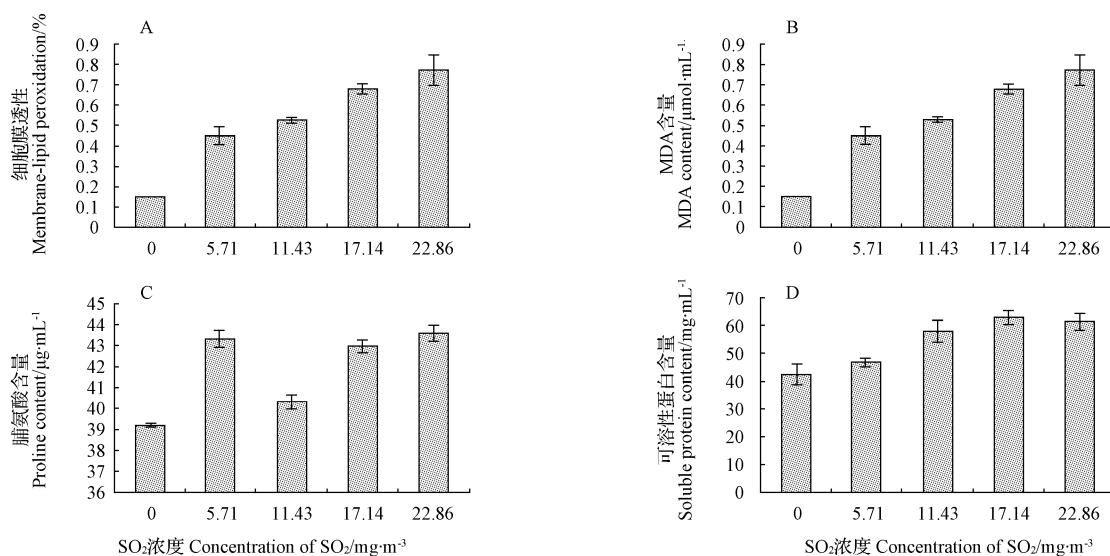 A
细胞膜透性
Membrane-lipid peroxidation/%
0.9
0.8
0.7
0.6
0.5
0.4
0.3
0.2
0.1
0
0 5.71 11.43 17.14 22.86
B
MDA含量
MDA content/μmol·mL⁻¹·
0.9
0.8
0.7
0.6
0.5
0.4
0.3
0.2
0.1
0
0 5.71 11.43 17.14 22.86
C
脯氨酸含量
Proline content/μg·mL⁻¹
45
44
43
42
41
40
39
38
37
36
0 5.71 11.43 17.14 22.86
D
可溶性蛋白含量
Soluble protein content/mg·mL⁻¹
70
60
50
40
30
20
10
0
0 5.71 11.43 17.14 22.86
SO₂浓度 Concentration of SO₂/mg·m⁻³
SO₂浓度 Concentration of SO₂/mg·m⁻³